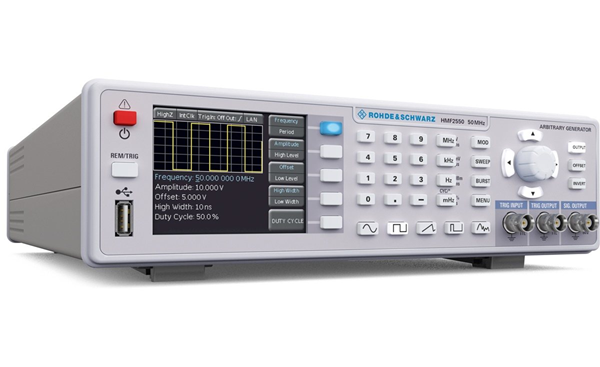 ROHDE&SCHWARZ HMF2550 50MHz
ARBITRARY GENERATOR
HighZ IntClk Trig:Int Off Out: / LAN
Frequency
Period
Amplitude
High Level
Offset
Low Level
High Width
Low Width
DUTY CYCLE
Frequency: 50.000 000 0 MHz
Amplitude: 10.000 V
Offset: 5.000 V
High Width: 10 ns
Duty Cycle: 50.0 %
REM/TRIG
7 8 9 MHz MOD
4 5 6 kHz SWEEP
1 2 3 Hz BURST
0 . - mHz MENU
OUTPUT
OFFSET
INVERT
TRIG INPUT TRIG OUTPUT SIG. OUTPUT